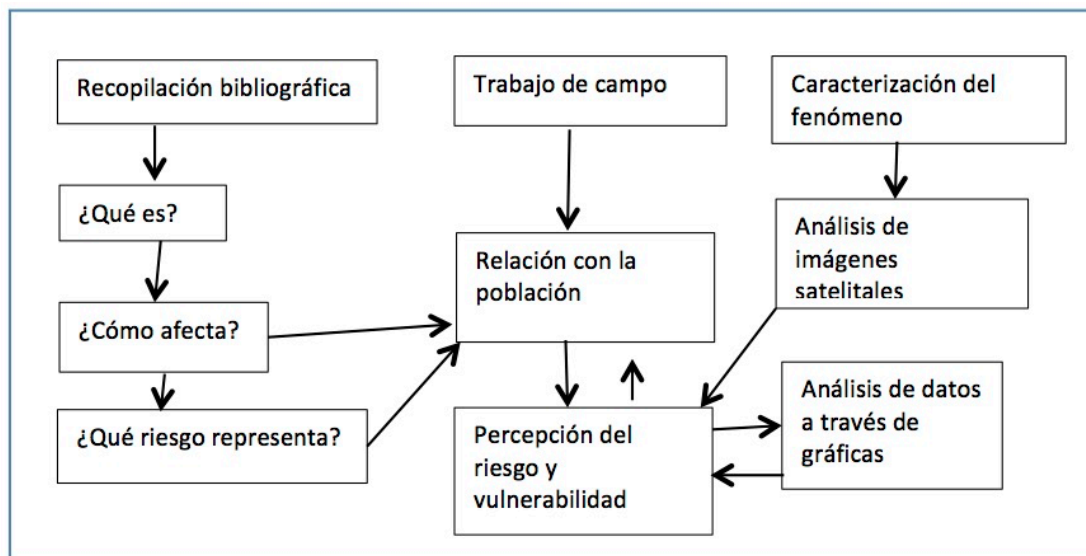 Recopilación bibliográfica
¿Qué es?
¿Cómo afecta?
¿Qué riesgo representa?
Trabajo de campo
Relación con la
población
Percepción del
riesgo y
vulnerabilidad
Caracterización del
fenómeno
Análisis de
imágenes
satelitales
Análisis de datos
a través de
gráficas